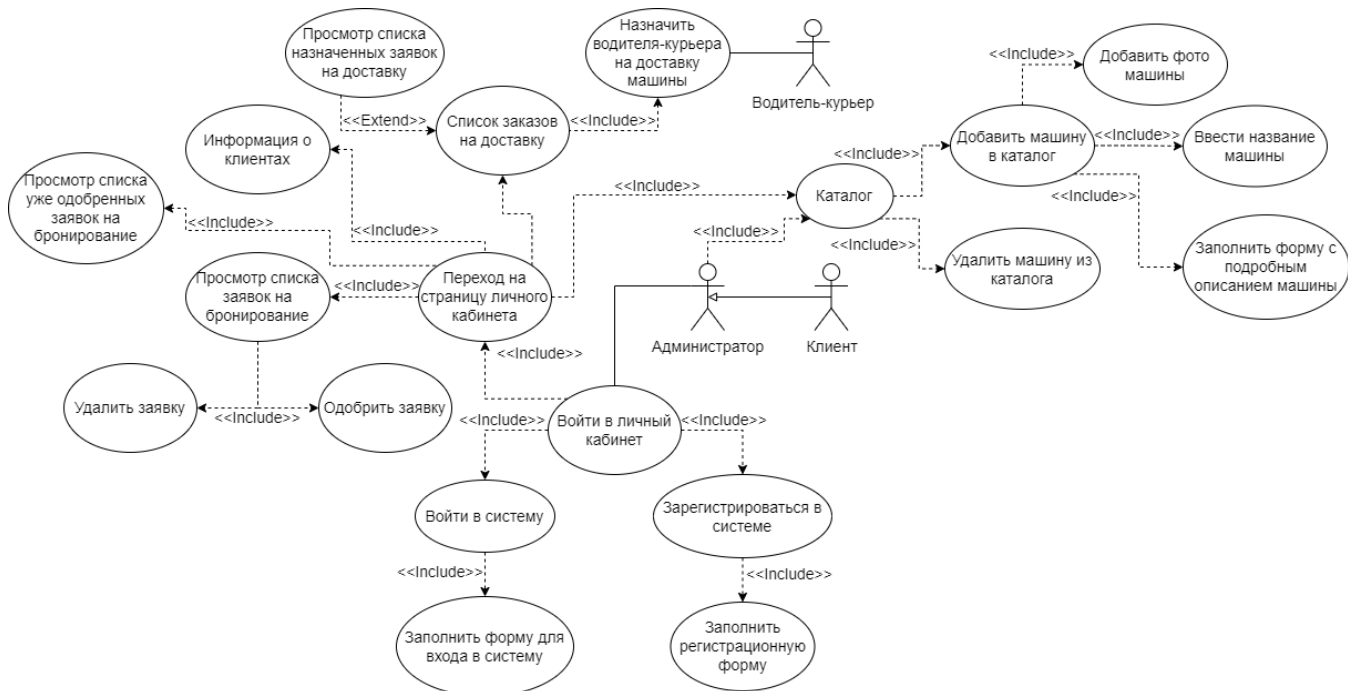 Просмотр списка
назначенных заявок
на доставку
Назначить
водителя-курьера
на доставку
машины
Водитель-курьер
<<Include>>
Добавить фото
машины
<<Extend>>
Список заказов
на доставку
<<Include>>
Информация о
клиентах
Добавить машину
в каталог
<<Include>>
Ввести название
машины
<<Include>>
Просмотр списка
уже одобренных
заявок на
бронирование
<<Include>>
<<Include>>
<<Include>>
Каталог
<<Include>>
<<Include>>
Удалить машину из
каталога
Заполнить форму с
подробным
описанием машины
Просмотр списка
заявок на
бронирование
<<Include>>
Переход на
страницу личного
кабинета
Администратор
Клиент
<<Include>>
Удалить заявку
<<Include>>
Одобрить заявку
<<Include>>
Войти в личный
кабинет
<<Include>>
Войти в систему
Зарегистрироваться в
системе
<<Include>>
<<Include>>
Заполнить форму для
входа в систему
Заполнить
регистрационную
форму